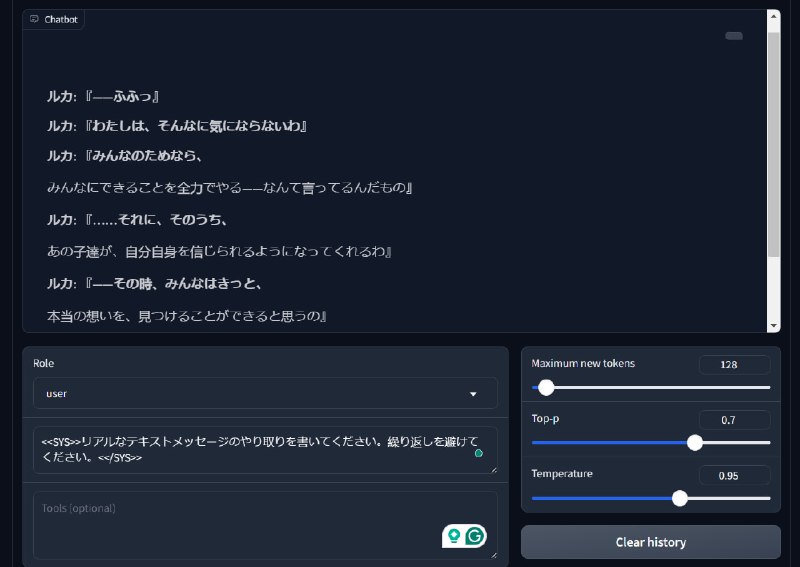 Chatbot
ルカ: 『——ふふっ』
ルカ: 『わたしは、そんなに気にならないわ』
ルカ: 『みんなのためなら、
みんなにできることを全力でやる——なんて言ってるんだもの』
ルカ: 『……それに、そのうち、
あの子達が、自分自身を信じられるようになってくれるわ』
ルカ: 『——その時、みんなはきっと、
本当の想いを、見つけることができると思うの』
Role
user
<<SYS>>リアルなテキストメッセージのやり取りを書いてください。繰り返しを避けて
ください。<</SYS>>
Tools (optional)
Maximum new tokens
128
Top-p
0.7
Temperature
0.95
Clear history